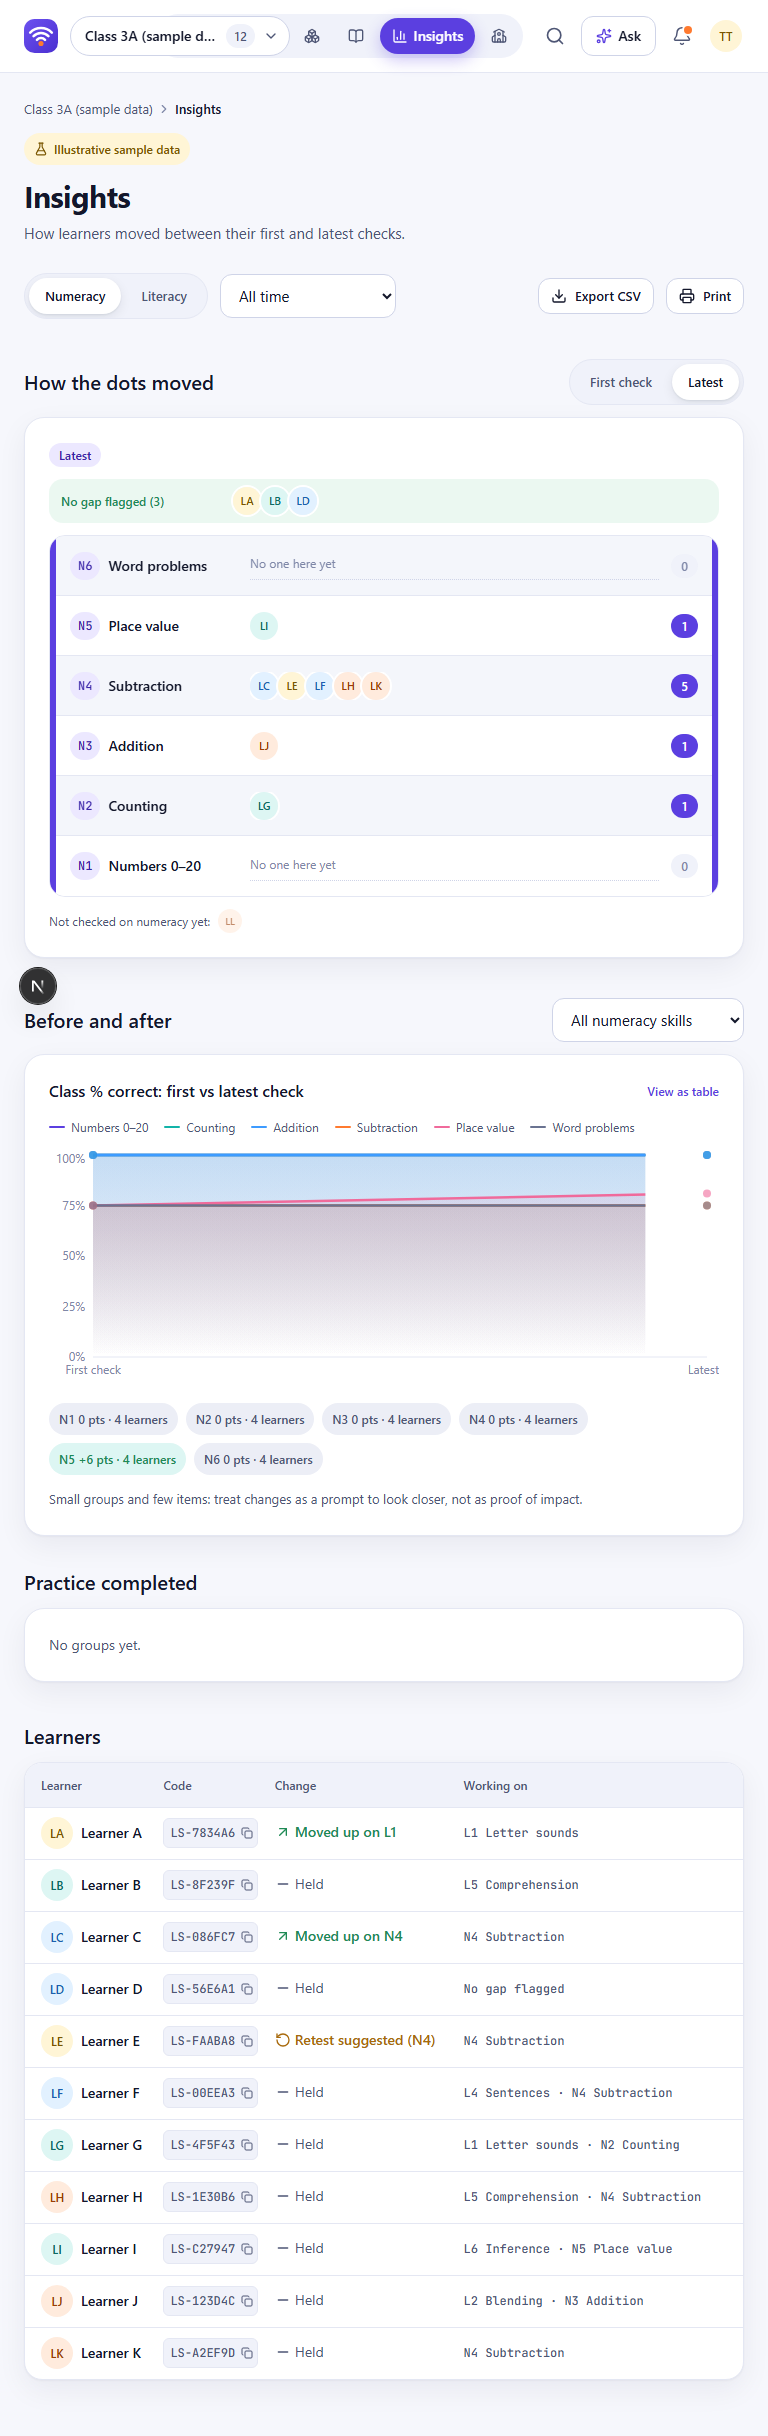 Class 3A (sample d... 12 Insights Ask TT
Class 3A (sample data) > Insights
Illustrative sample data
Insights
How learners moved between their first and latest checks.
Numeracy Literacy All time Export CSV Print
How the dots moved First check Latest
Latest
No gap flagged (3) LA LB LD
N6 Word problems No one here yet 0
N5 Place value LI 1
N4 Subtraction LC LE LF LH LK 5
N3 Addition LJ 1
N2 Counting LG 1
N1 Numbers 0–20 No one here yet 0
Not checked on numeracy yet: LL
N
Before and after All numeracy skills
Class % correct: first vs latest check View as table
Numbers 0–20 Counting Addition Subtraction Place value Word problems
100%
75%
50%
25%
0%
First check Latest
N1 0 pts · 4 learners N2 0 pts · 4 learners N3 0 pts · 4 learners N4 0 pts · 4 learners
N5 +6 pts · 4 learners N6 0 pts · 4 learners
Small groups and few items: treat changes as a prompt to look closer, not as proof of impact.
Practice completed
No groups yet.
Learners
Learner Code Change Working on
LA Learner A LS-7834A6 Moved up on L1 L1 Letter sounds
LB Learner B LS-8F239F Held L5 Comprehension
LC Learner C LS-086FC7 Moved up on N4 N4 Subtraction
LD Learner D LS-56E6A1 Held No gap flagged
LE Learner E LS-FAABA8 Retest suggested (N4) N4 Subtraction
LF Learner F LS-00EEA3 Held L4 Sentences · N4 Subtraction
LG Learner G LS-4F5F43 Held L1 Letter sounds · N2 Counting
LH Learner H LS-1E30B6 Held L5 Comprehension · N4 Subtraction
LI Learner I LS-C27947 Held L6 Inference · N5 Place value
LJ Learner J LS-123D4C Held L2 Blending · N3 Addition
LK Learner K LS-A2EF9D Held N4 Subtraction